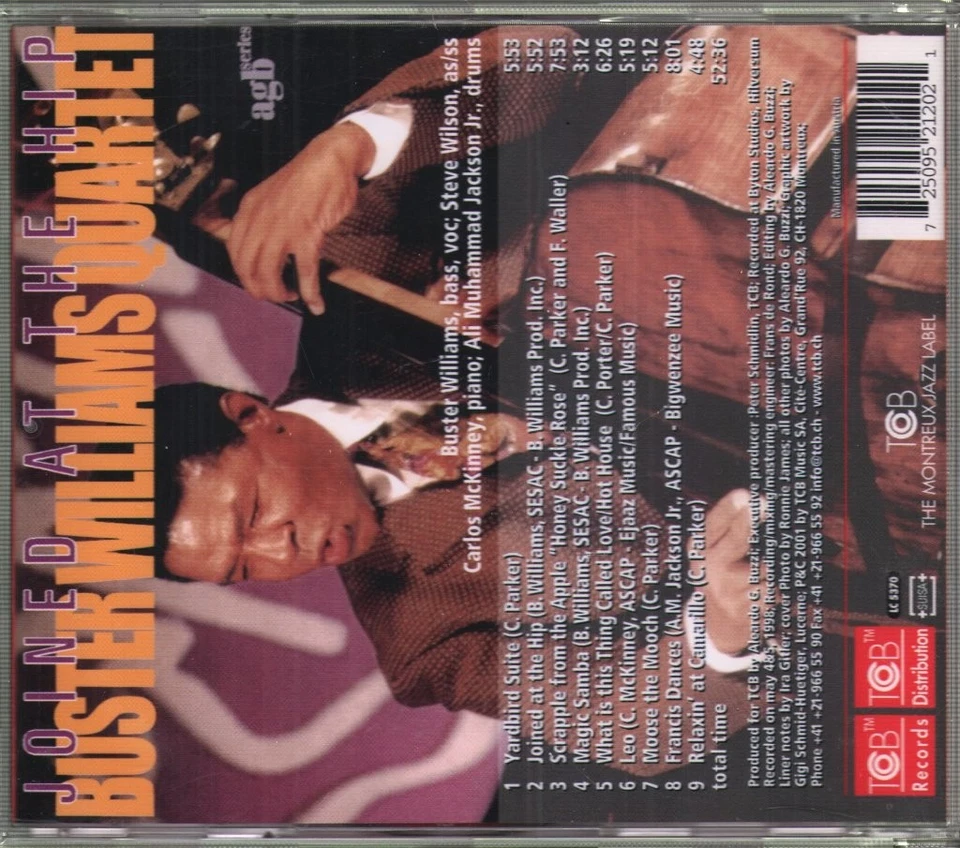 JOINED AT THE HIP
BUSTER WILLIAMS QUARTET
agb series
Buster Williams, bass, voc; Steve Wilson, as/ss
Carlos McKinney, piano; Ali Muhammad Jackson Jr., drums
1 Yardbird Suite (C. Parker) 5:53
2 Joined at the Hip (B. Williams, SESAC - B. Williams Prod. Inc.) 5:52
3 Scrapple from the Apple "Honey Suckle Rose" (C. Parker and F. Waller) 7:53
4 Magic Samba (B. Williams, SESAC - B. Williams Prod. Inc.) 3:12
5 What is this Thing Called Love/Hot House (C. Porter/C. Parker) 6:26
6 Leo (C. McKinney, ASCAP - Ejaaz Music/Famous Music) 5:19
7 Moose the Mooch (C. Parker) 5:12
8 Francis Dances (A.M. Jackson Jr., ASCAP - Bigwenzee Music) 8:01
9 Relaxin' at Camarillo (C. Parker) 4:48
total time 52:36
Produced for TCB by Aleardo G. Buzzi; Executive producer Peter Schmidlin, TCB; Recorded at Byton Studios, Hilversum
Recorded on may 4&5, 1998; Recording/mixing/mastering engineer: Frans de Rond; Editing by Aleardo G. Buzzi;
Liner notes by Ira Gitler; cover Photo by Ronnie James; all other photos by Aleardo G. Buzzi; Graphic artwork by
Gigi Schmid-Huetiger, Lucerne; P&C 2001 by TCB Music SA, Cité-Centre, Grand'Rue 92, CH-1820 Montreux;
Phone +41 +21-966 55 90 Fax +41 +21-966 55 92 info@tcb.ch - www.tcb.ch
Manufactured in Austria
TCB™ Records
TCB™ Distribution
LC 5370
+SUISA+
TCB
THE MONTREUX JAZZ LABEL
7 25095 21202 1